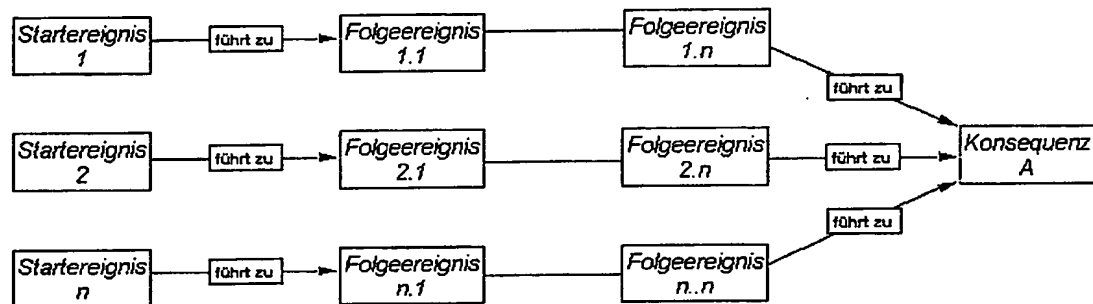 Startereignis
1
führt zu
Folgeereignis
1.1
Folgeereignis
1.n
führt zu
Startereignis
2
führt zu
Folgeereignis
2.1
Folgeereignis
2.n
führt zu
Konsequenz
A
Startereignis
n
führt zu
Folgeereignis
n.1
Folgeereignis
n..n
führt zu